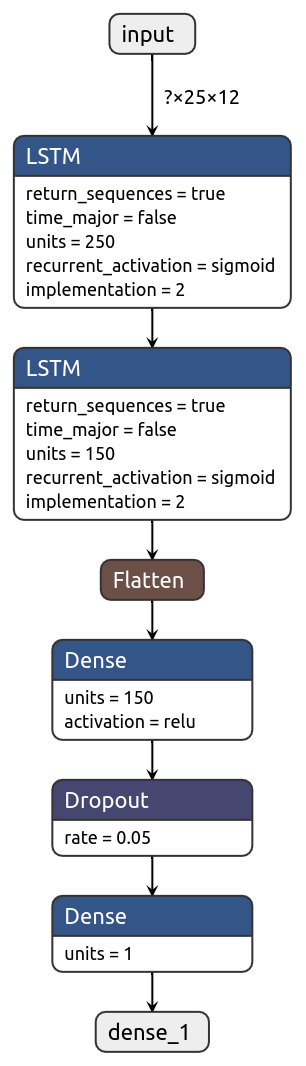 input
?×25×12
LSTM
return_sequences = true
time_major = false
units = 250
recurrent_activation = sigmoid
implementation = 2
LSTM
return_sequences = true
time_major = false
units = 150
recurrent_activation = sigmoid
implementation = 2
Flatten
Dense
units = 150
activation = relu
Dropout
rate = 0.05
Dense
units = 1
dense_1